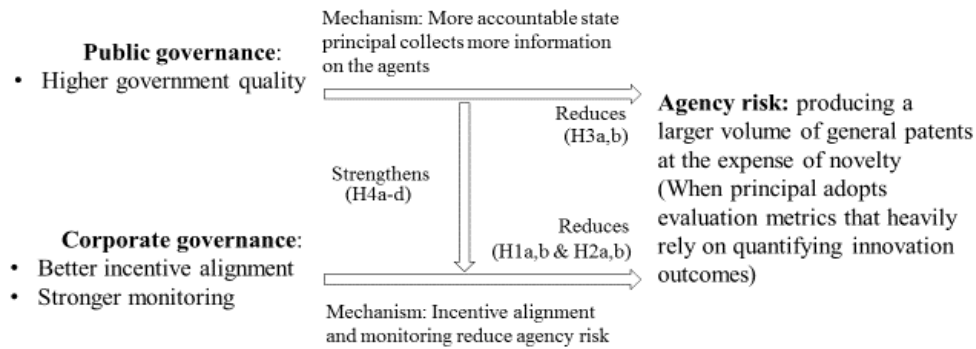 Mechanism: More accountable state
principal collects more information
on the agents
Public governance:
• Higher government quality
Reduces
(H3a,b)
Strengthens
(H4a-d)
Agency risk: producing a
larger volume of general patents
at the expense of novelty
(When principal adopts
evaluation metrics that heavily
rely on quantifying innovation
outcomes)
Corporate governance:
• Better incentive alignment
• Stronger monitoring
Reduces
(H1a,b & H2a,b)
Mechanism: Incentive alignment
and monitoring reduce agency risk